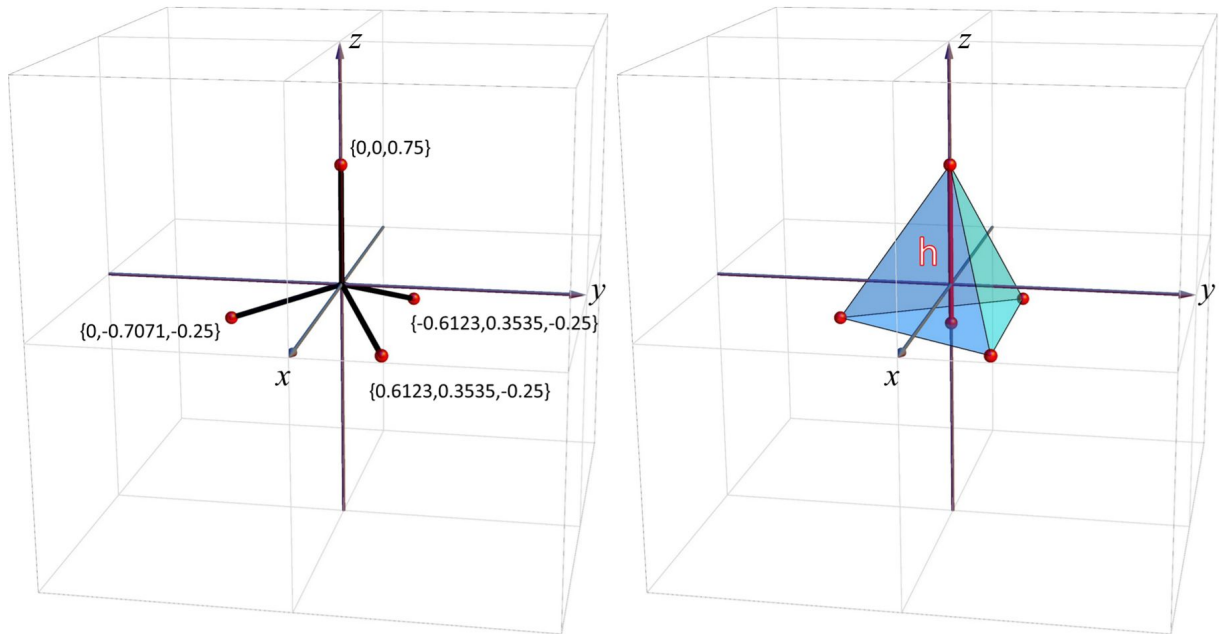 z
{0,0,0.75}
y
{0,-0.7071,-0.25}
{-0.6123,0.3535,-0.25}
x
{0.6123,0.3535,-0.25}
z
h
y
x